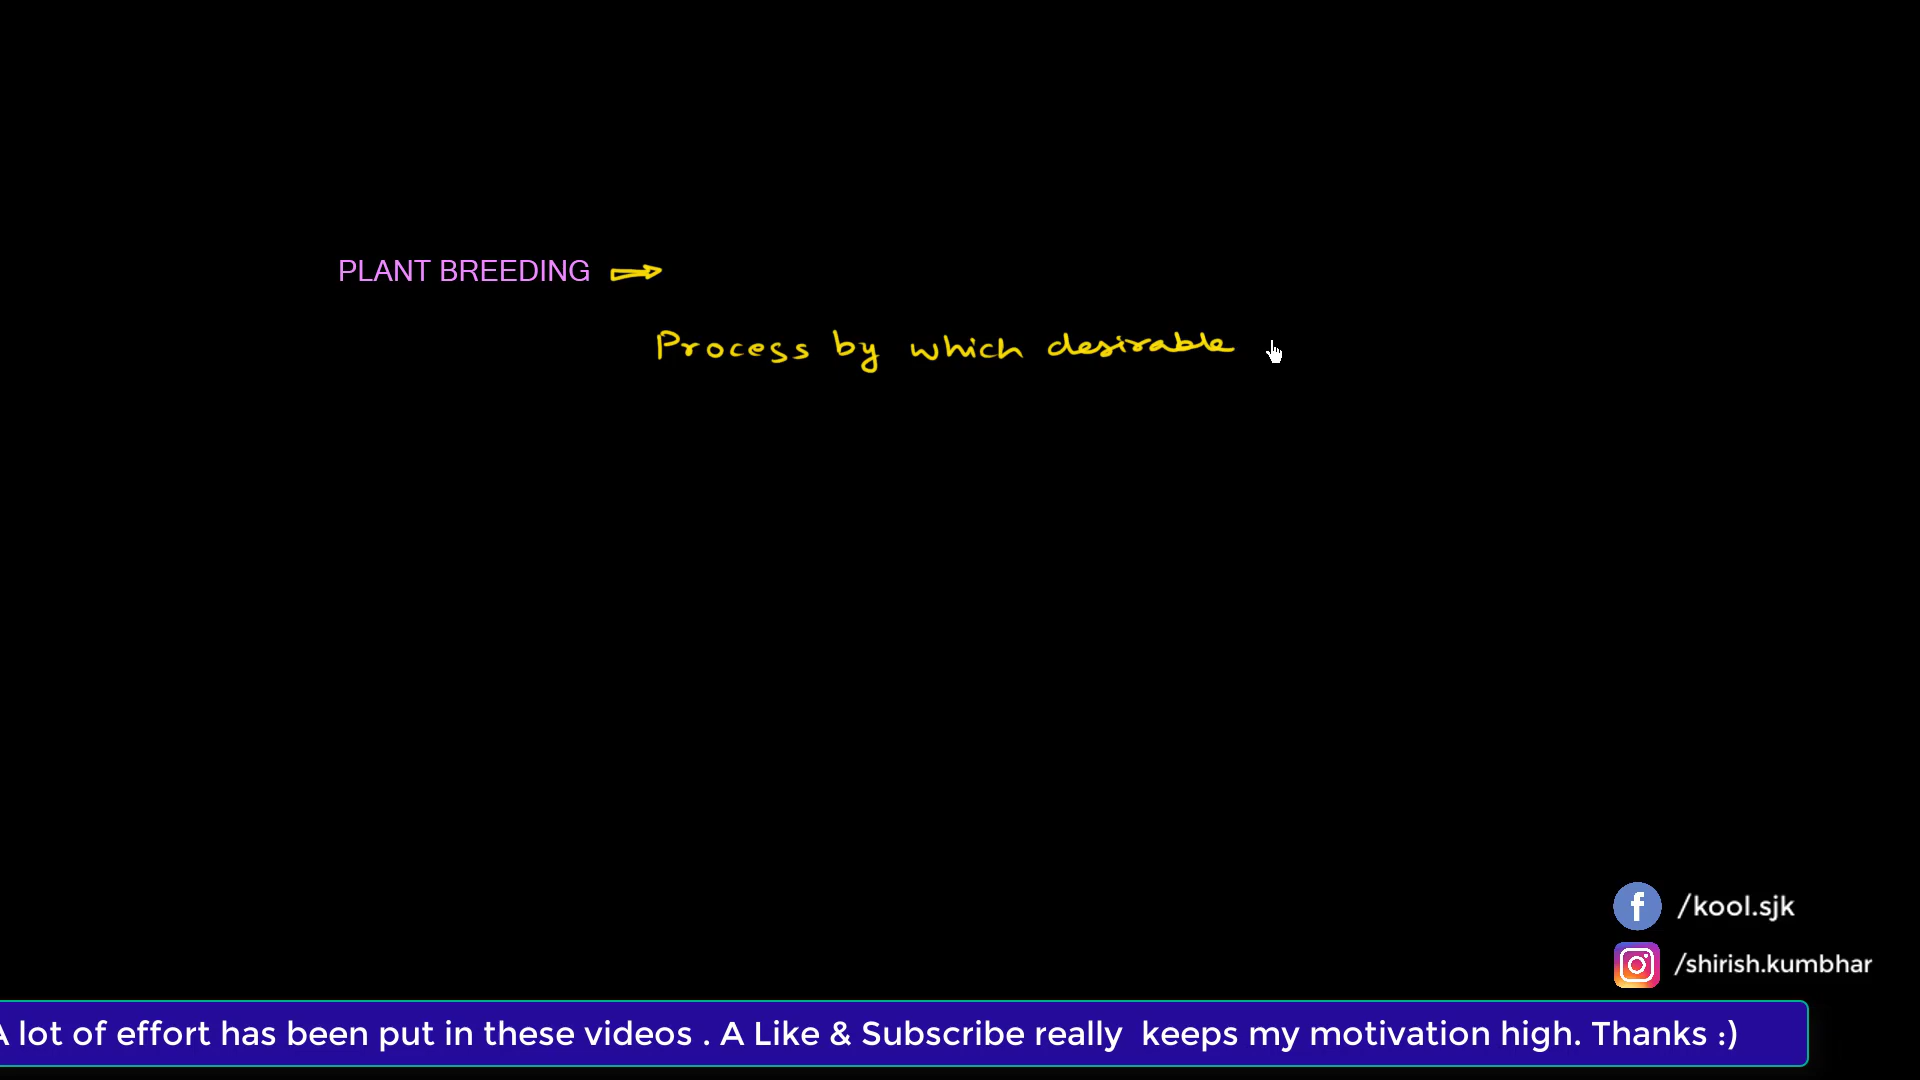 PLANT BREEDING
Process by which desirable
/kool.sjk
/shirish.kumbhar
A lot of effort has been put in these videos . A Like & Subscribe really keeps my motivation high. Thanks :)